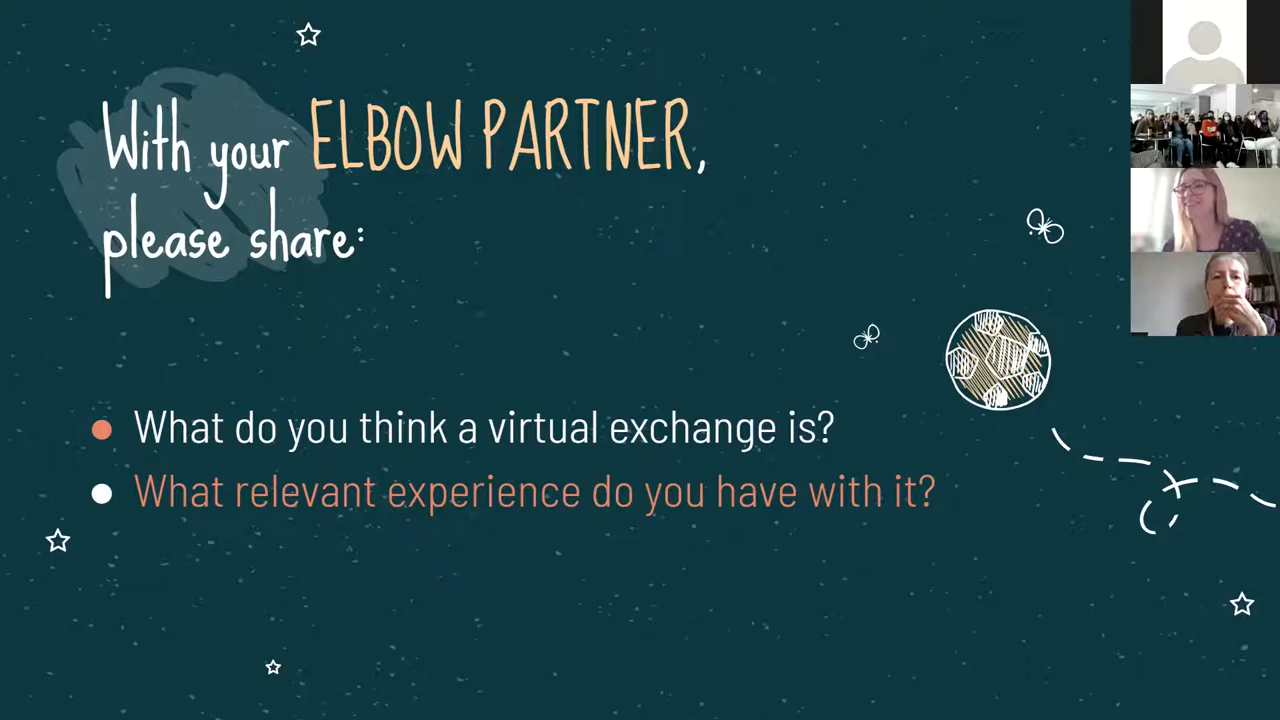 With your ELBOW PARTNER,
please share:
What do you think a virtual exchange is?
What relevant experience do you have with it?